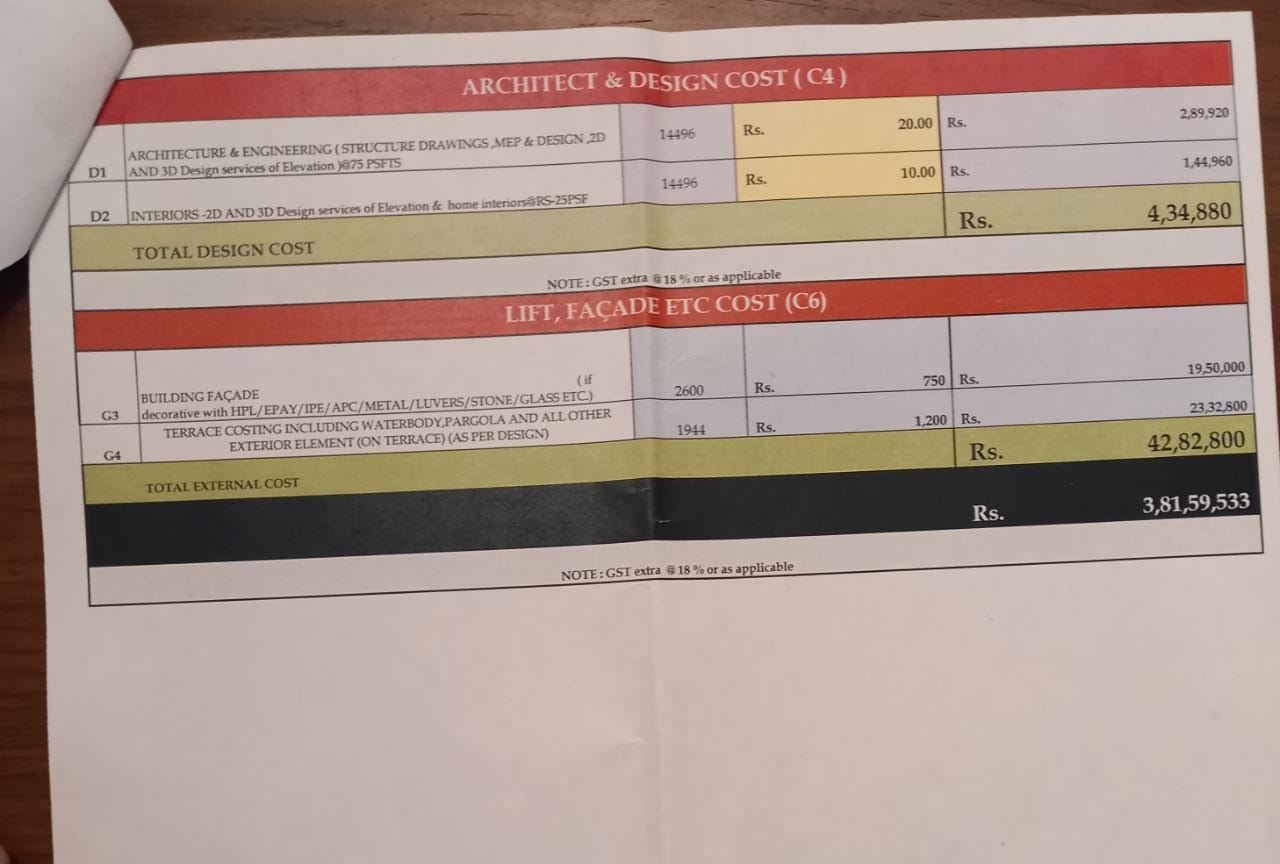 ARCHITECT & DESIGN COST ( C4 )
D1 ARCHITECTURE & ENGINEERING ( STRUCTURE DRAWINGS ,MEP & DESIGN ,2D AND 3D Design services of Elevation )@75 PSFTS 14496 Rs. 20.00 Rs. 2,89,920
D2 INTERIORS -2D AND 3D Design services of Elevation & home interiors@RS-25PSF 14496 Rs. 10.00 Rs. 1,44,960
TOTAL DESIGN COST Rs. 4,34,880
NOTE : GST extra @ 18 % or as applicable
LIFT, FAÇADE ETC COST (C6)
G3 BUILDING FAÇADE ( if decorative with HPL/EPAY/IPE/APC/METAL/LUVERS/STONE/GLASS ETC.) 2600 Rs. 750 Rs. 19,50,000
G4 TERRACE COSTING INCLUDING WATERBODY,PARGOLA AND ALL OTHER EXTERIOR ELEMENT (ON TERRACE) (AS PER DESIGN) 1944 Rs. 1,200 Rs. 23,32,800
TOTAL EXTERNAL COST Rs. 42,82,800
Rs. 3,81,59,533
NOTE : GST extra @ 18 % or as applicable